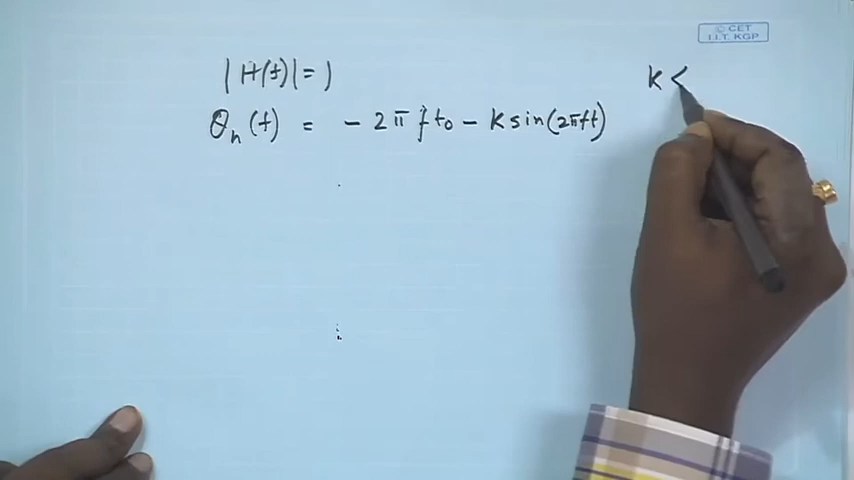 © CET
I.I.T. KGP
|H(f)| = 1
k <
θₕ(f) = - 2π f t₀ - k sin(2πft)